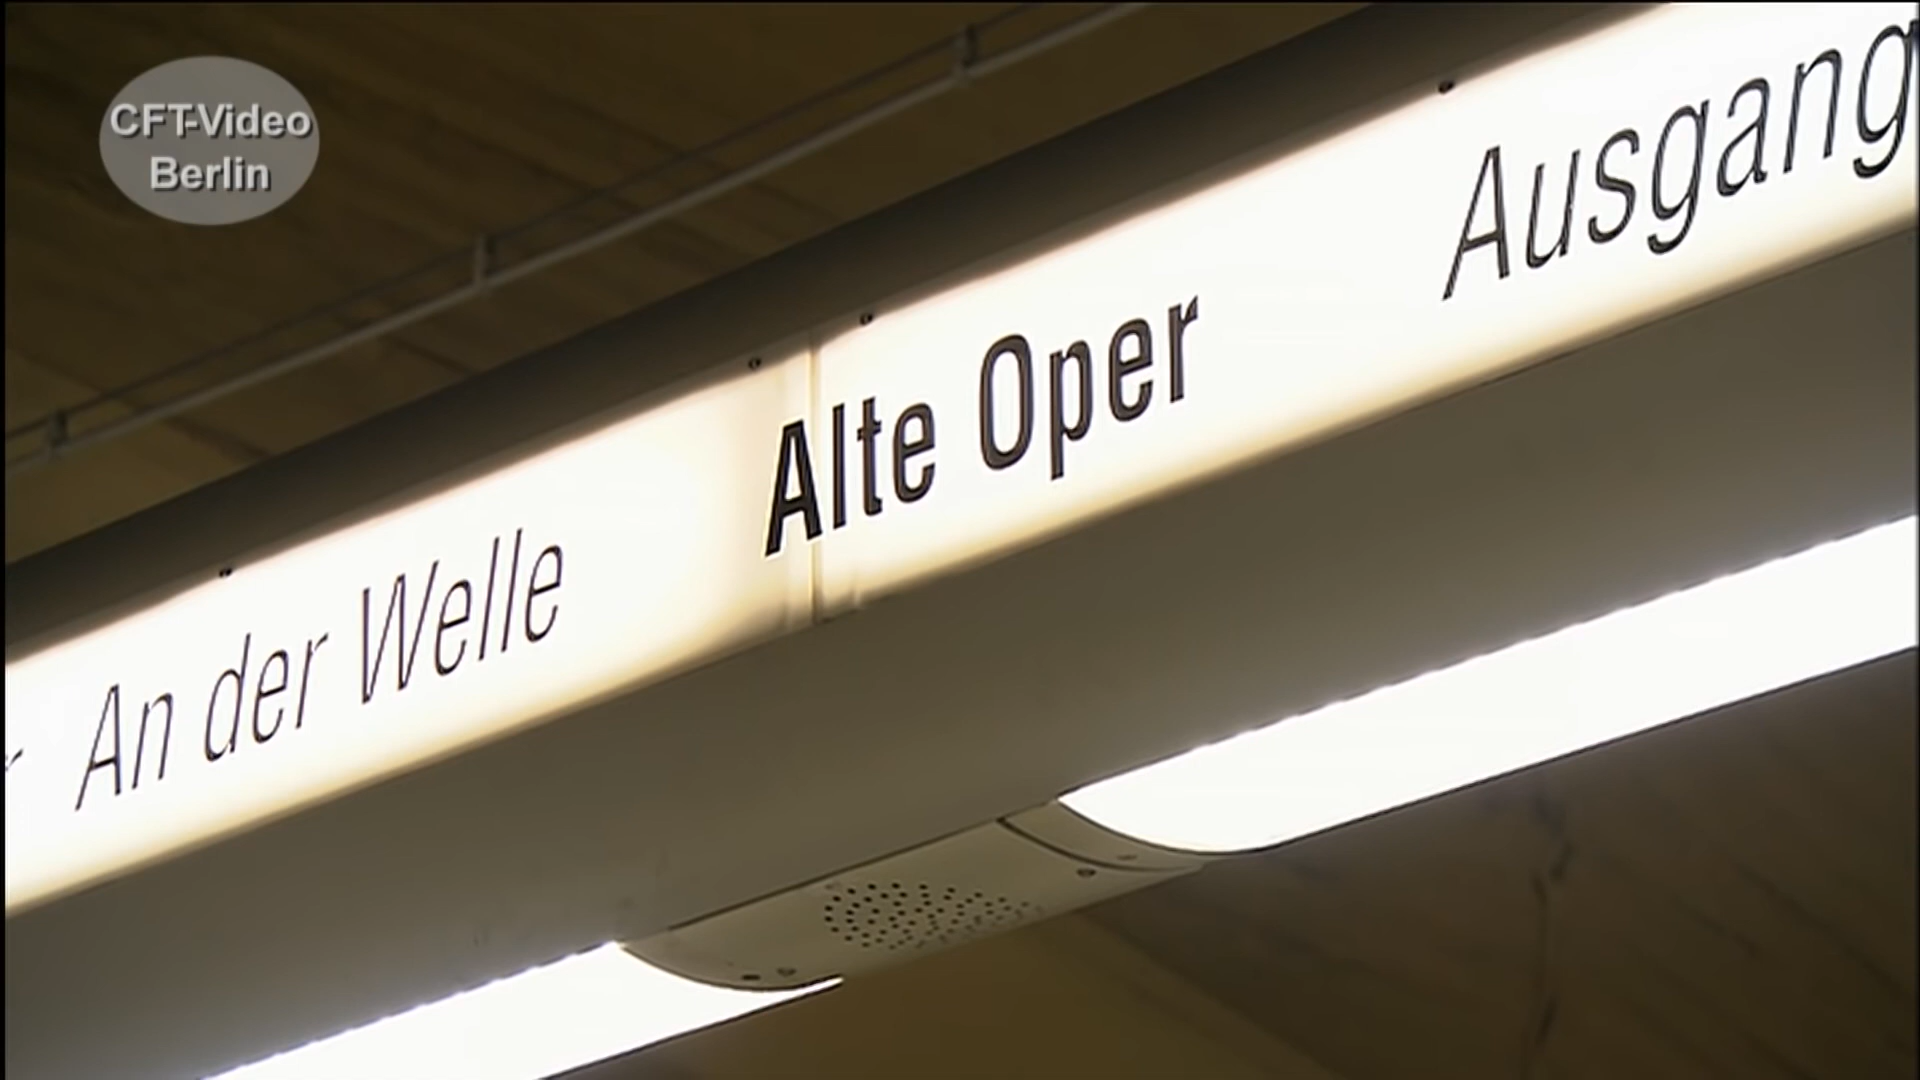 CFT-Video
Berlin
An der Welle
Alte Oper
Ausgang